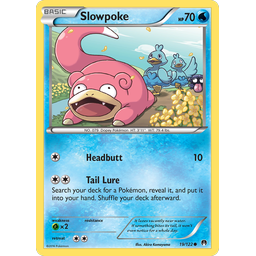 BASIC
Slowpoke HP70
NO. 079 Dopey Pokémon HT: 3'11" WT: 79.4 lbs.
Headbutt 10
Tail Lure
Search your deck for a Pokémon, reveal it, and put it
into your hand. Shuffle your deck afterward.
weakness resistance
×2
retreat
Illus. Akira Komayama
19/122